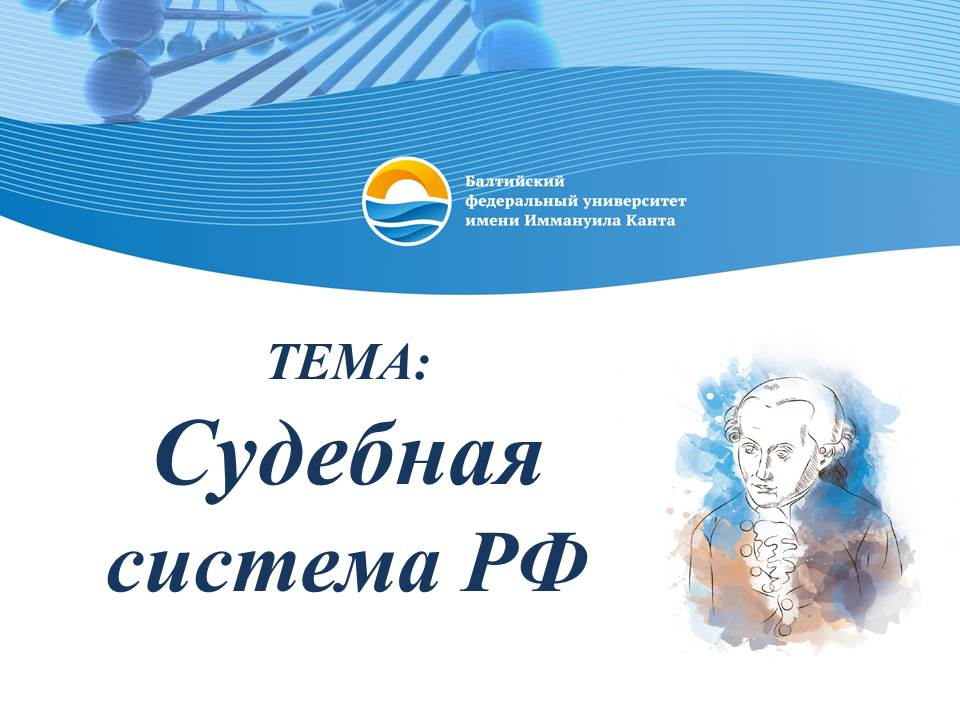 Балтийский
федеральный университет
имени Иммануила Канта
ТЕМА:
Судебная
система РФ